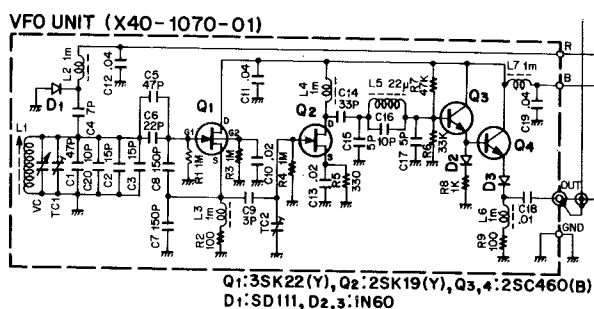 VFO UNIT (X40-1070-01)
R
B
OUT
GND
L2 1m
C12 .04
D1
C4 7P
C5 47P
C6 22P
L1
VC
TC1
C1 47P
C20 10P
C2 15P
C3 15P
C8 150P
C7 150P
Q1
G1
G2
D
S
R1 1M
R3 1M
C10 .02
C11 .04
L3 1m
R2 100
C9 3P
TC2
R4 1M
L4 1m
Q2
D
S
C13 .02
R5 330
C14 33P
C15 5P
L5 22μ
C16 10P
C17 5P
R7 47K
R6 33K
Q3
D2
R8 1K
Q4
D3
L7 1m
C19 .04
L6 1m
R9 100
C18 .01
Q1:3SK22(Y), Q2:2SK19(Y), Q3,4:2SC460(B)
D1:SD111, D2,3:1N60